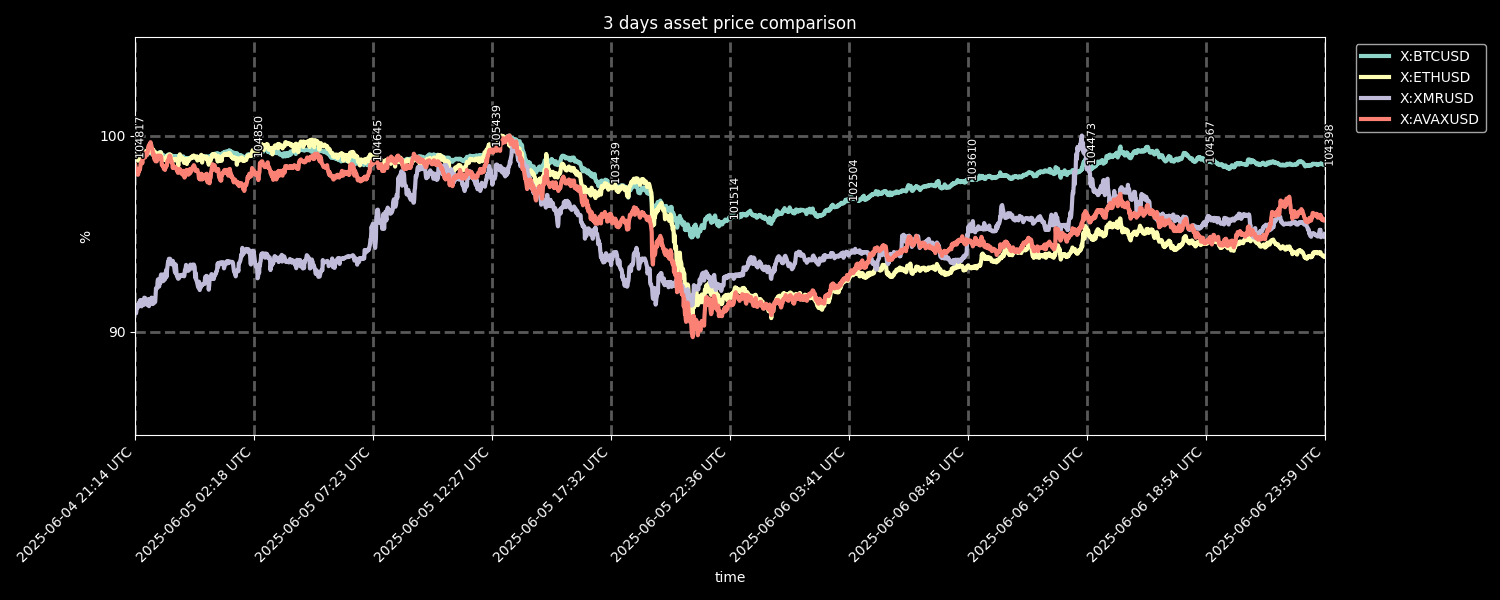 3 days asset price comparison
X:BTCUSD
X:ETHUSD
X:XMRUSD
X:AVAXUSD
100
90
%
104817
104850
104645
105439
103439
101514
102504
103610
104473
104567
104398
2025-06-04 21:14 UTC
2025-06-05 02:18 UTC
2025-06-05 07:23 UTC
2025-06-05 12:27 UTC
2025-06-05 17:32 UTC
2025-06-05 22:36 UTC
2025-06-06 03:41 UTC
2025-06-06 08:45 UTC
2025-06-06 13:50 UTC
2025-06-06 18:54 UTC
2025-06-06 23:59 UTC
time